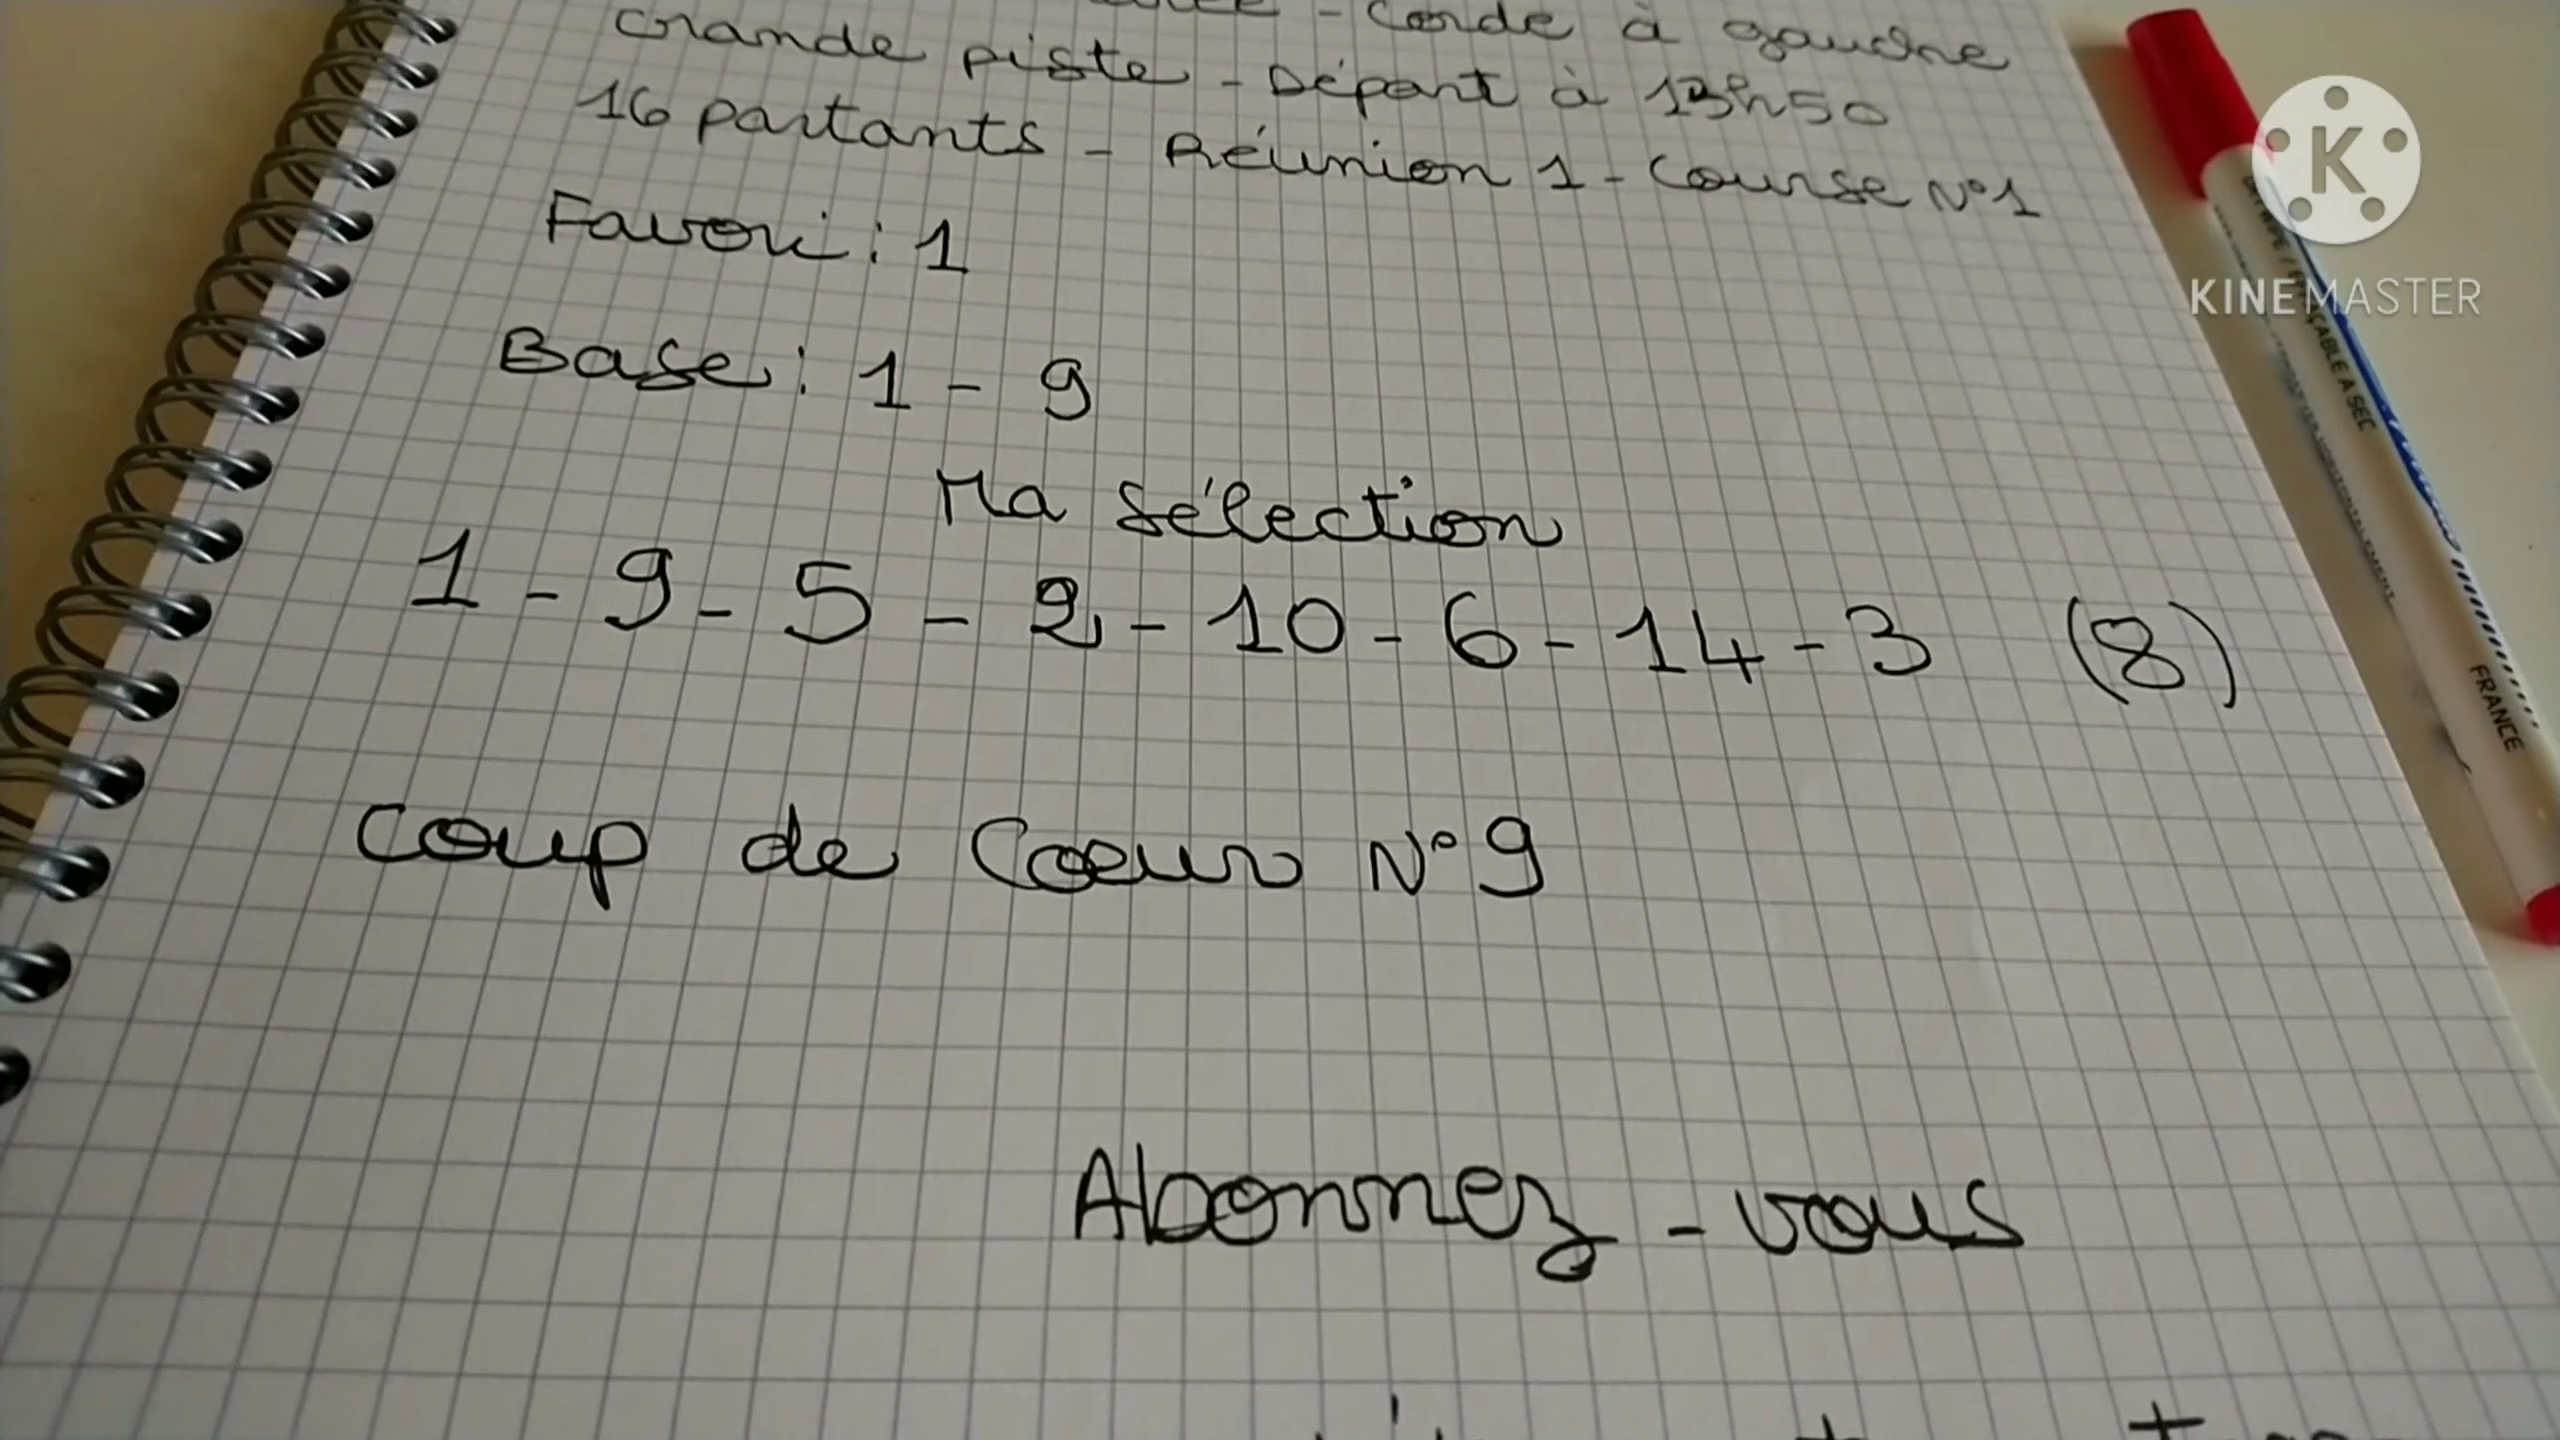 - Corde à gauche
Grande piste - Départ à 13h50
16 partants - Réunion 1 - Course N°1
Favori : 1
Base : 1 - 9
Ma sélection
1 - 9 - 5 - 2 - 10 - 6 - 14 - 3 (8)
Coup de Coeur N°9
Abonnez - vous
KINEMASTER
FRANCE